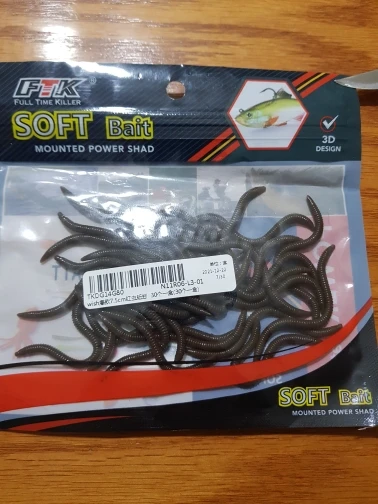 FTK®
FULL TIME KILLER
SOFT Bait
MOUNTED POWER SHAD
3D
DESIGN
TKDG14G80
N11R06-L3-01
SOFT Bait
MOUNTED POWER SHAD